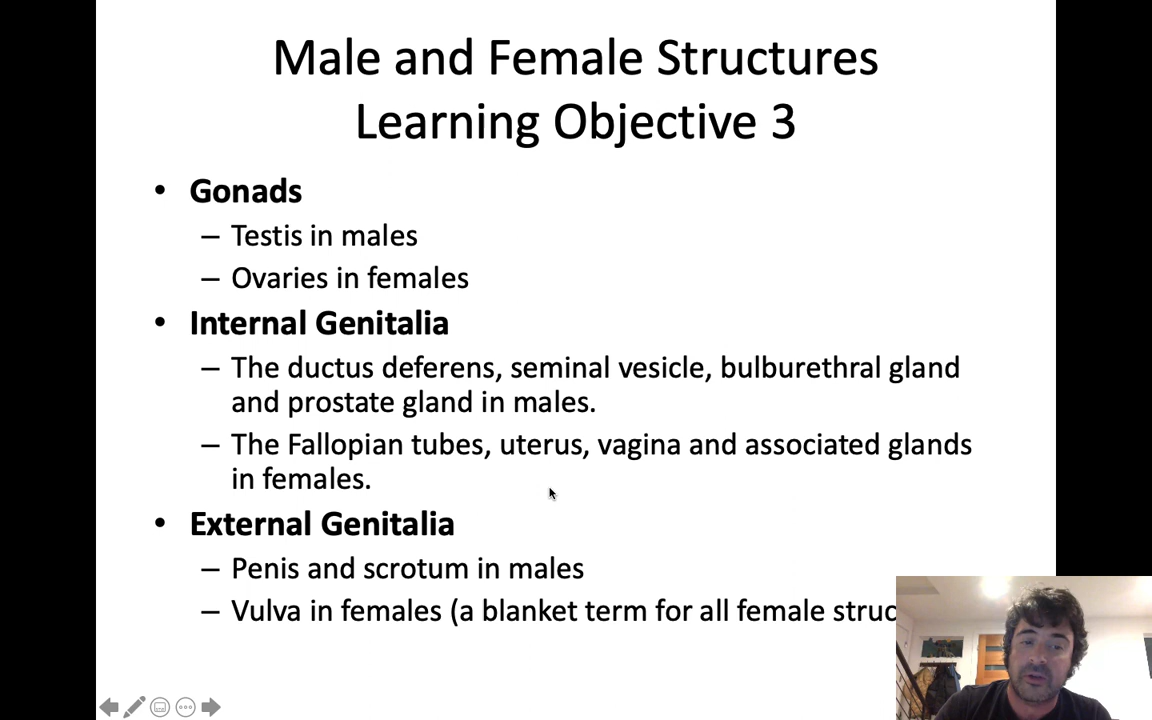 Male and Female Structures
Learning Objective 3
• Gonads
– Testis in males
– Ovaries in females
• Internal Genitalia
– The ductus deferens, seminal vesicle, bulburethral gland
and prostate gland in males.
– The Fallopian tubes, uterus, vagina and associated glands
in females.
• External Genitalia
– Penis and scrotum in males
– Vulva in females (a blanket term for all female